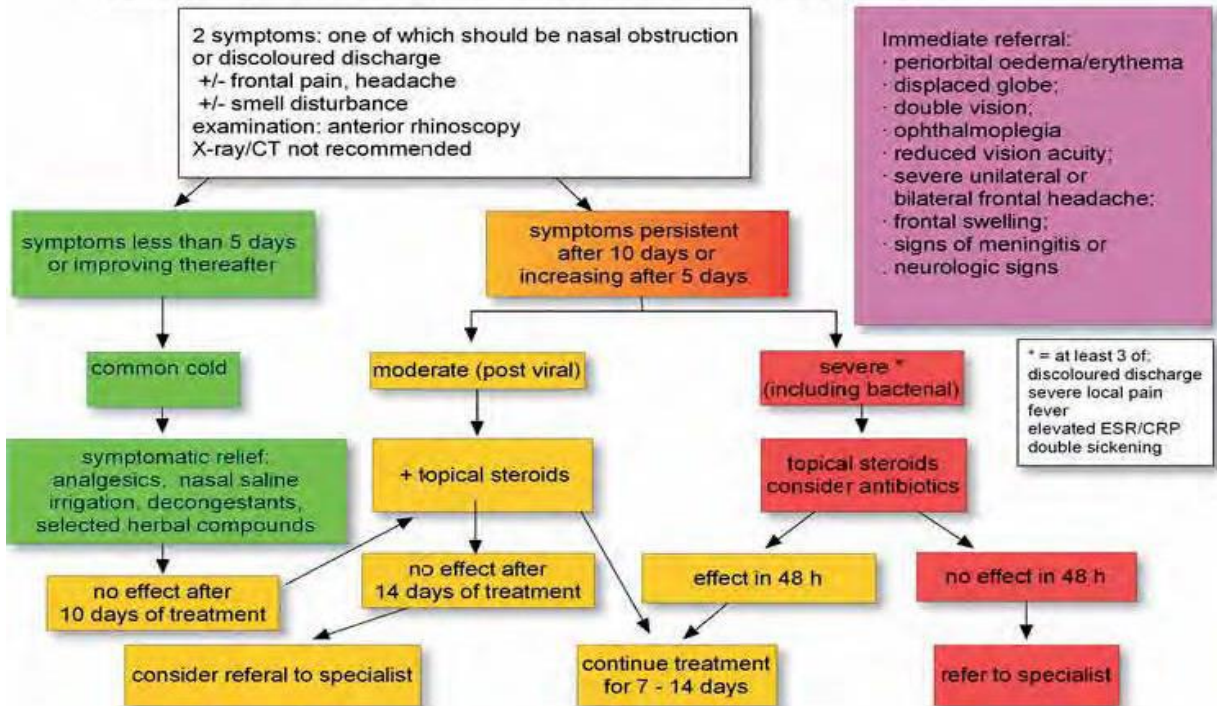 2 symptoms: one of which should be nasal obstruction
or discoloured discharge
+/- frontal pain, headache
+/- smell disturbance
examination: anterior rhinoscopy
X-ray/CT not recommended
Immediate referral:
· periorbital oedema/erythema
· displaced globe;
· double vision;
· ophthalmoplegia
· reduced vision acuity;
· severe unilateral or
bilateral frontal headache;
· frontal swelling;
· signs of meningitis or
. neurologic signs
symptoms less than 5 days
or improving thereafter
symptoms persistent
after 10 days or
increasing after 5 days
common cold
moderate (post viral)
severe *
(including bacterial)
* = at least 3 of:
discoloured discharge
severe local pain
fever
elevated ESR/CRP
double sickening
symptomatic relief:
analgesics, nasal saline
irrigation, decongestants,
selected herbal compounds
+ topical steroids
topical steroids
consider antibiotics
no effect after
10 days of treatment
no effect after
14 days of treatment
effect in 48 h
no effect in 48 h
consider referal to specialist
continue treatment
for 7 - 14 days
refer to specialist